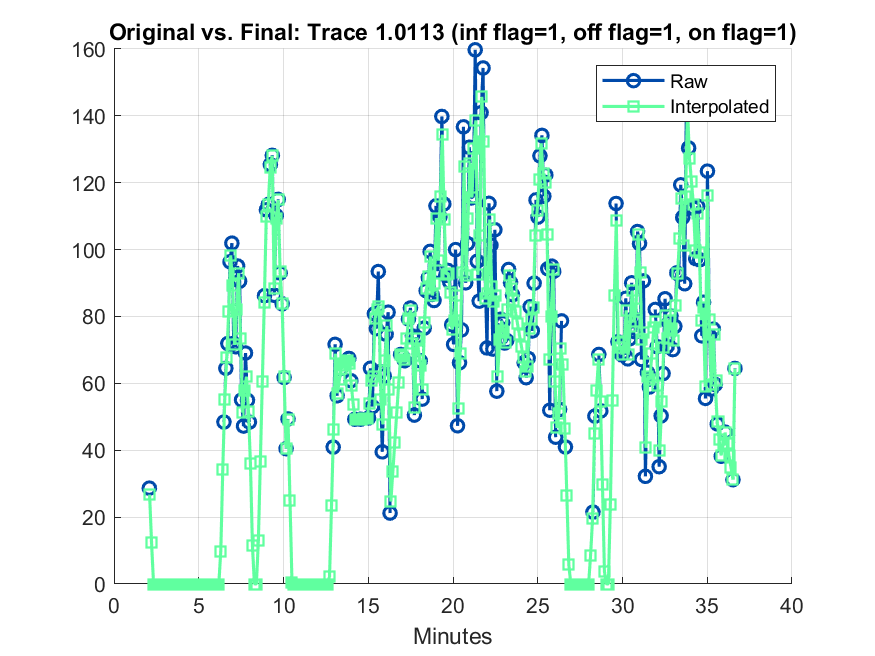 Original vs. Final: Trace 1.0113 (inf flag=1, off flag=1, on flag=1)
160
140
120
100
80
60
40
20
0
Raw
Interpolated
0 5 10 15 20 25 30 35 40
Minutes